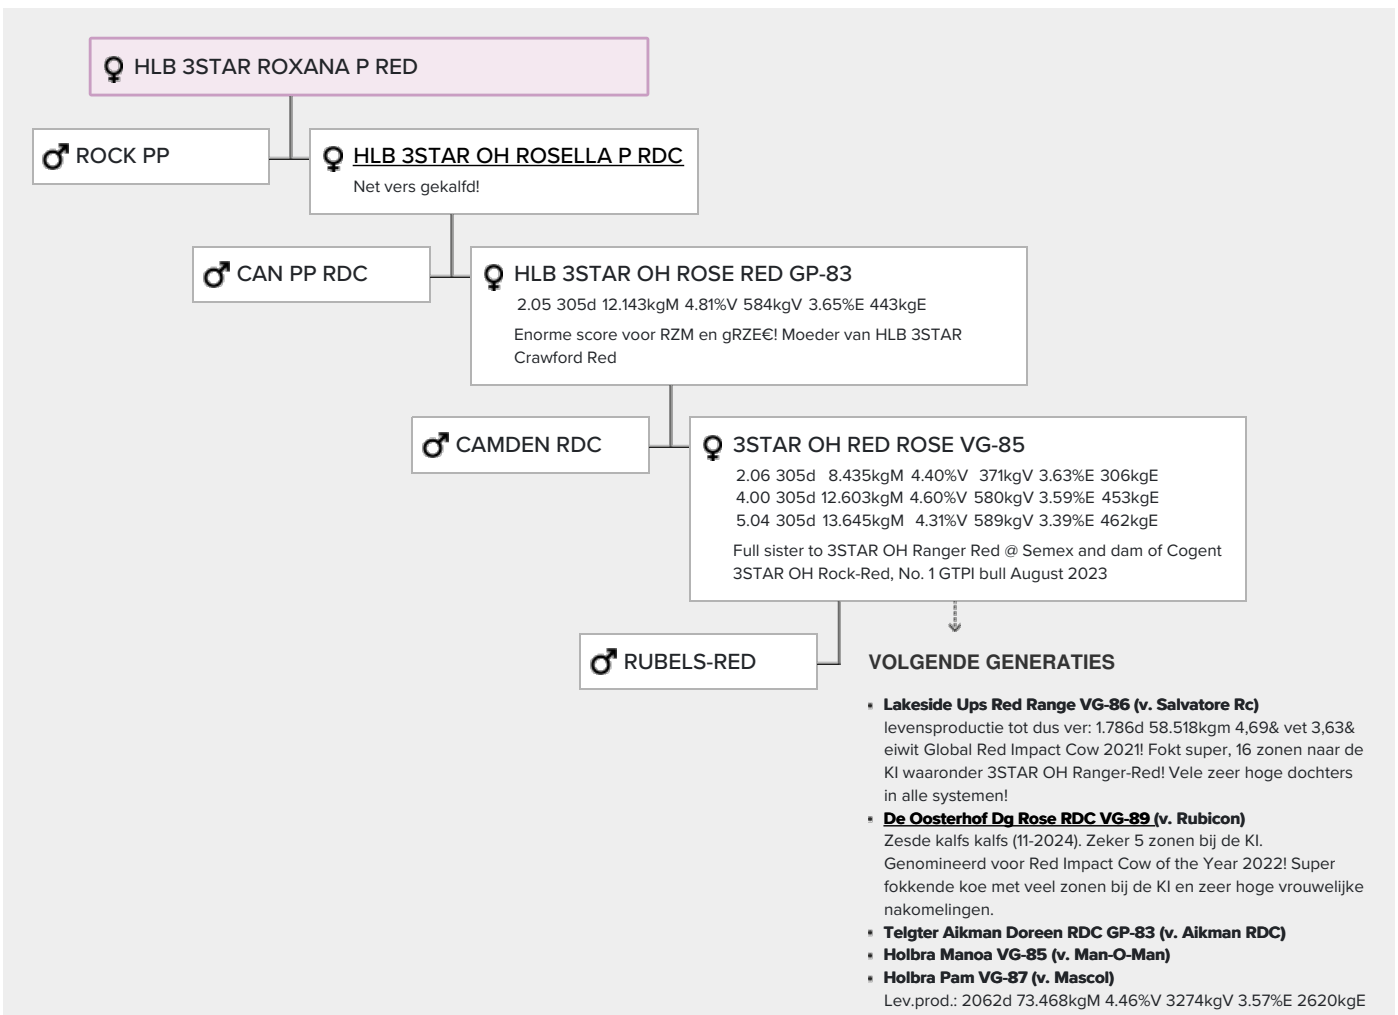 HLB 3STAR ROXANA P RED
ROCK PP
HLB 3STAR OH ROSELLA P RDC
Net vers gekalfd!
CAN PP RDC
HLB 3STAR OH ROSE RED GP-83
2.05 305d 12.143kgM 4.81%V 584kgV 3.65%E 443kgE
Enorme score voor RZM en gRZE€! Moeder van HLB 3STAR
Crawford Red
CAMDEN RDC
3STAR OH RED ROSE VG-85
2.06 305d 8.435kgM 4.40%V 371kgV 3.63%E 306kgE
4.00 305d 12.603kgM 4.60%V 580kgV 3.59%E 453kgE
5.04 305d 13.645kgM 4.31%V 589kgV 3.39%E 462kgE
Full sister to 3STAR OH Ranger Red @ Semex and dam of Cogent
3STAR OH Rock-Red, No. 1 GTPI bull August 2023
RUBELS-RED
VOLGENDE GENERATIES
Lakeside Ups Red Range VG-86 (v. Salvatore Rc)
levensproductie tot dus ver: 1.786d 58.518kgm 4,69& vet 3,63&
eiwit Global Red Impact Cow 2021! Fokt super, 16 zonen naar de
KI waaronder 3STAR OH Ranger-Red! Vele zeer hoge dochters
in alle systemen!
De Oosterhof Dg Rose RDC VG-89 (v. Rubicon)
Zesde kalfs kalfs (11-2024). Zeker 5 zonen bij de KI.
Genomineerd voor Red Impact Cow of the Year 2022! Super
fokkende koe met veel zonen bij de KI en zeer hoge vrouwelijke
nakomelingen.
Telgter Aikman Doreen RDC GP-83 (v. Aikman RDC)
Holbra Manoa VG-85 (v. Man-O-Man)
Holbra Pam VG-87 (v. Mascol)
Lev.prod.: 2062d 73.468kgM 4.46%V 3274kgV 3.57%E 2620kgE